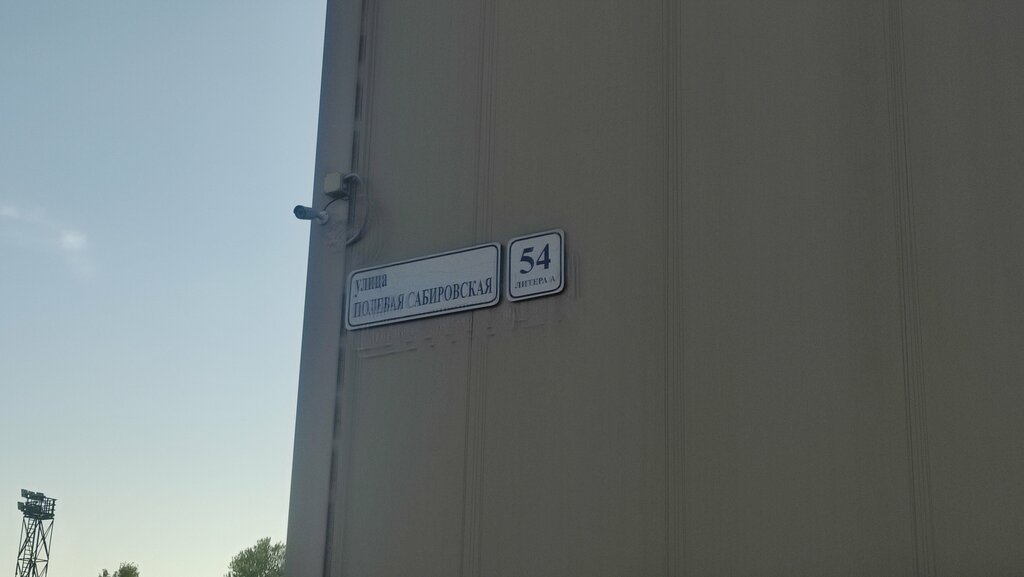 улица
ПОЛЕВАЯ САБИРОВСКАЯ
54
ЛИТЕРА А